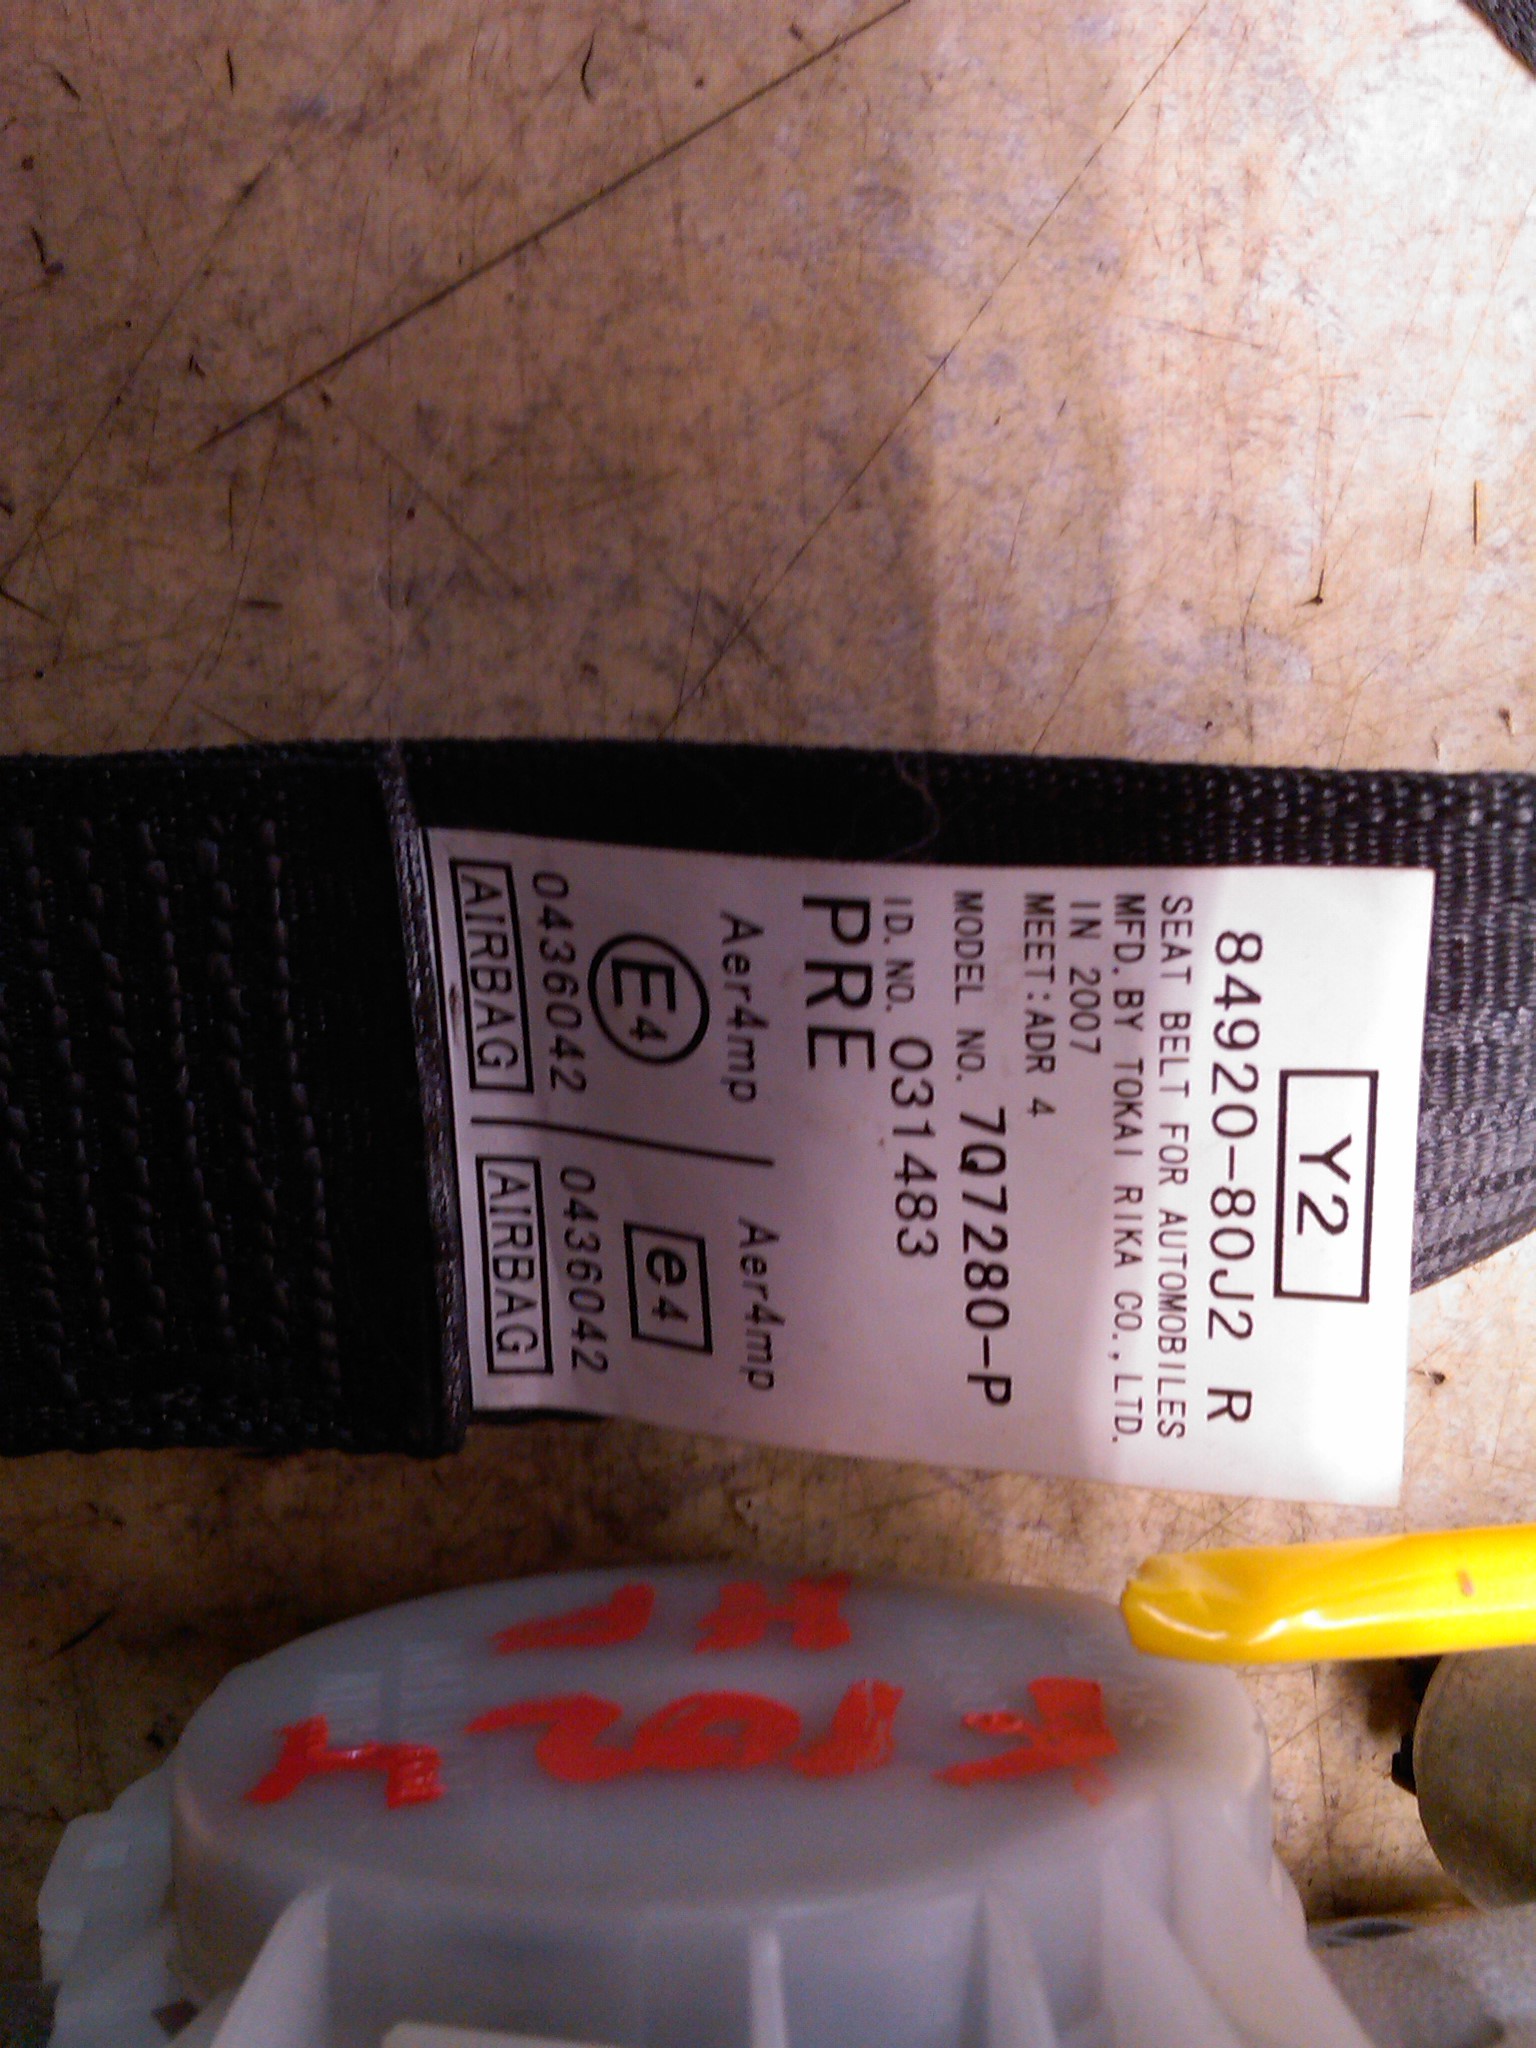 Y2
84920-80J2 R
SEAT BELT FOR AUTOMOBILES
MFD. BY TOKAI RIKA CO., LTD.
IN 2007
MEET:ADR 4
MODEL NO. 7Q7280-P
ID. NO. 031483
PRE
Aer4mp / Aer4mp
E4 e4
0436042 0436042
AIRBAG AIRBAG